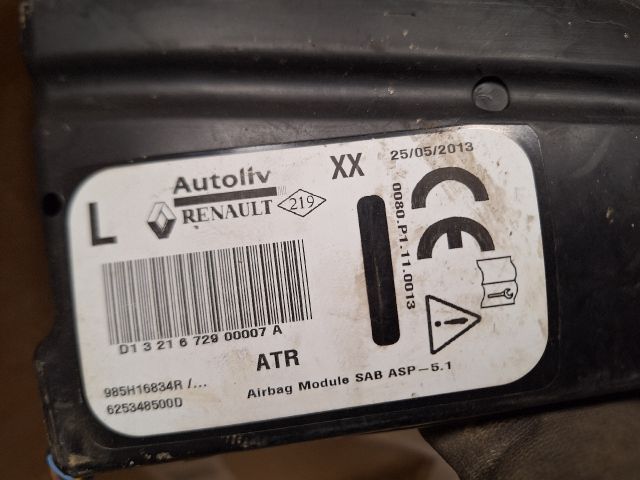 L
Autoliv
RENAULT
219
XX
25/05/2013
CE
0080.P1.11.0013
D1 3 21 6 729 00007 A
ATR
985H16834R /...
625348500D
Airbag Module SAB ASP-5.1